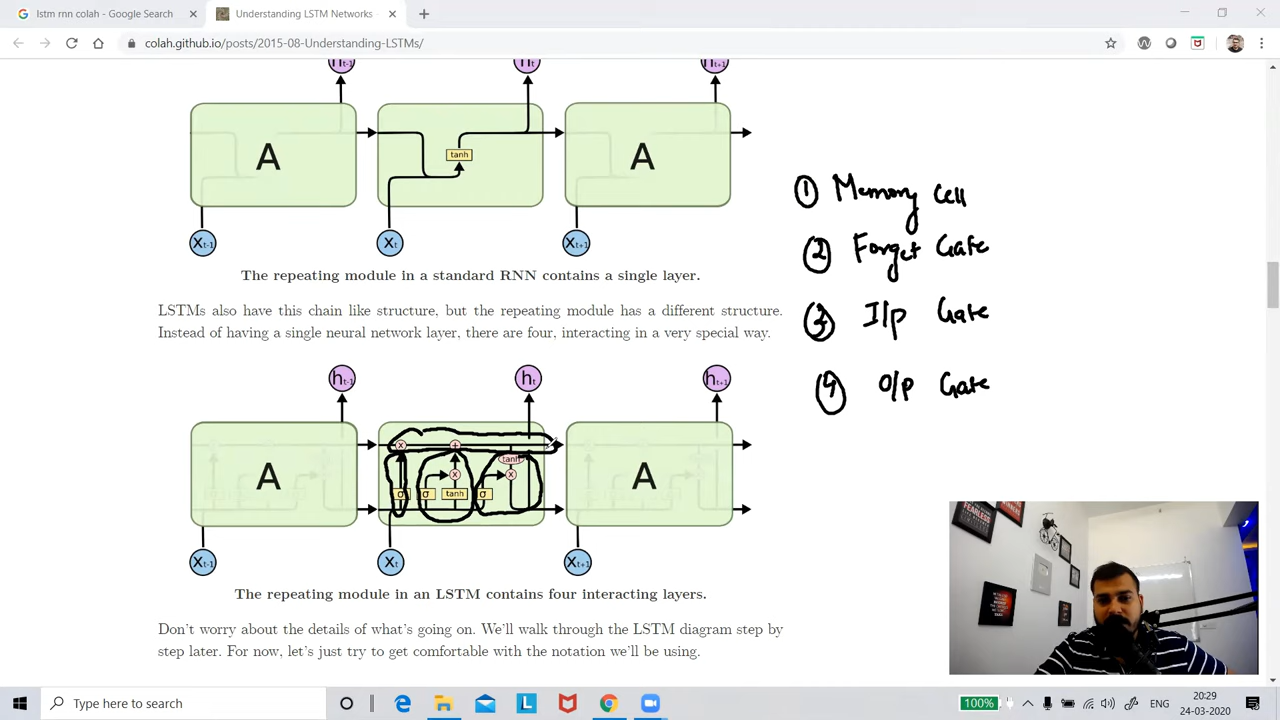 lstm rnn colah - Google Search
Understanding LSTM Networks
colah.github.io/posts/2015-08-Understanding-LSTMs/
ht-1
ht
ht+1
A
tanh
A
xt-1
xt
xt+1
The repeating module in a standard RNN contains a single layer.
LSTMs also have this chain like structure, but the repeating module has a different structure.
Instead of having a single neural network layer, there are four, interacting in a very special way.
① Memory Cell
② Forget Gate
③ I/p Gate
④ O/p Gate
ht-1
ht
ht+1
A
x + tanh
x x
σ σ tanh σ
A
xt-1
xt
xt+1
The repeating module in an LSTM contains four interacting layers.
Don't worry about the details of what's going on. We'll walk through the LSTM diagram step by
step later. For now, let's just try to get comfortable with the notation we'll be using.
FEARLESS
Type here to search
100%
ENG
20:29
24-03-2020